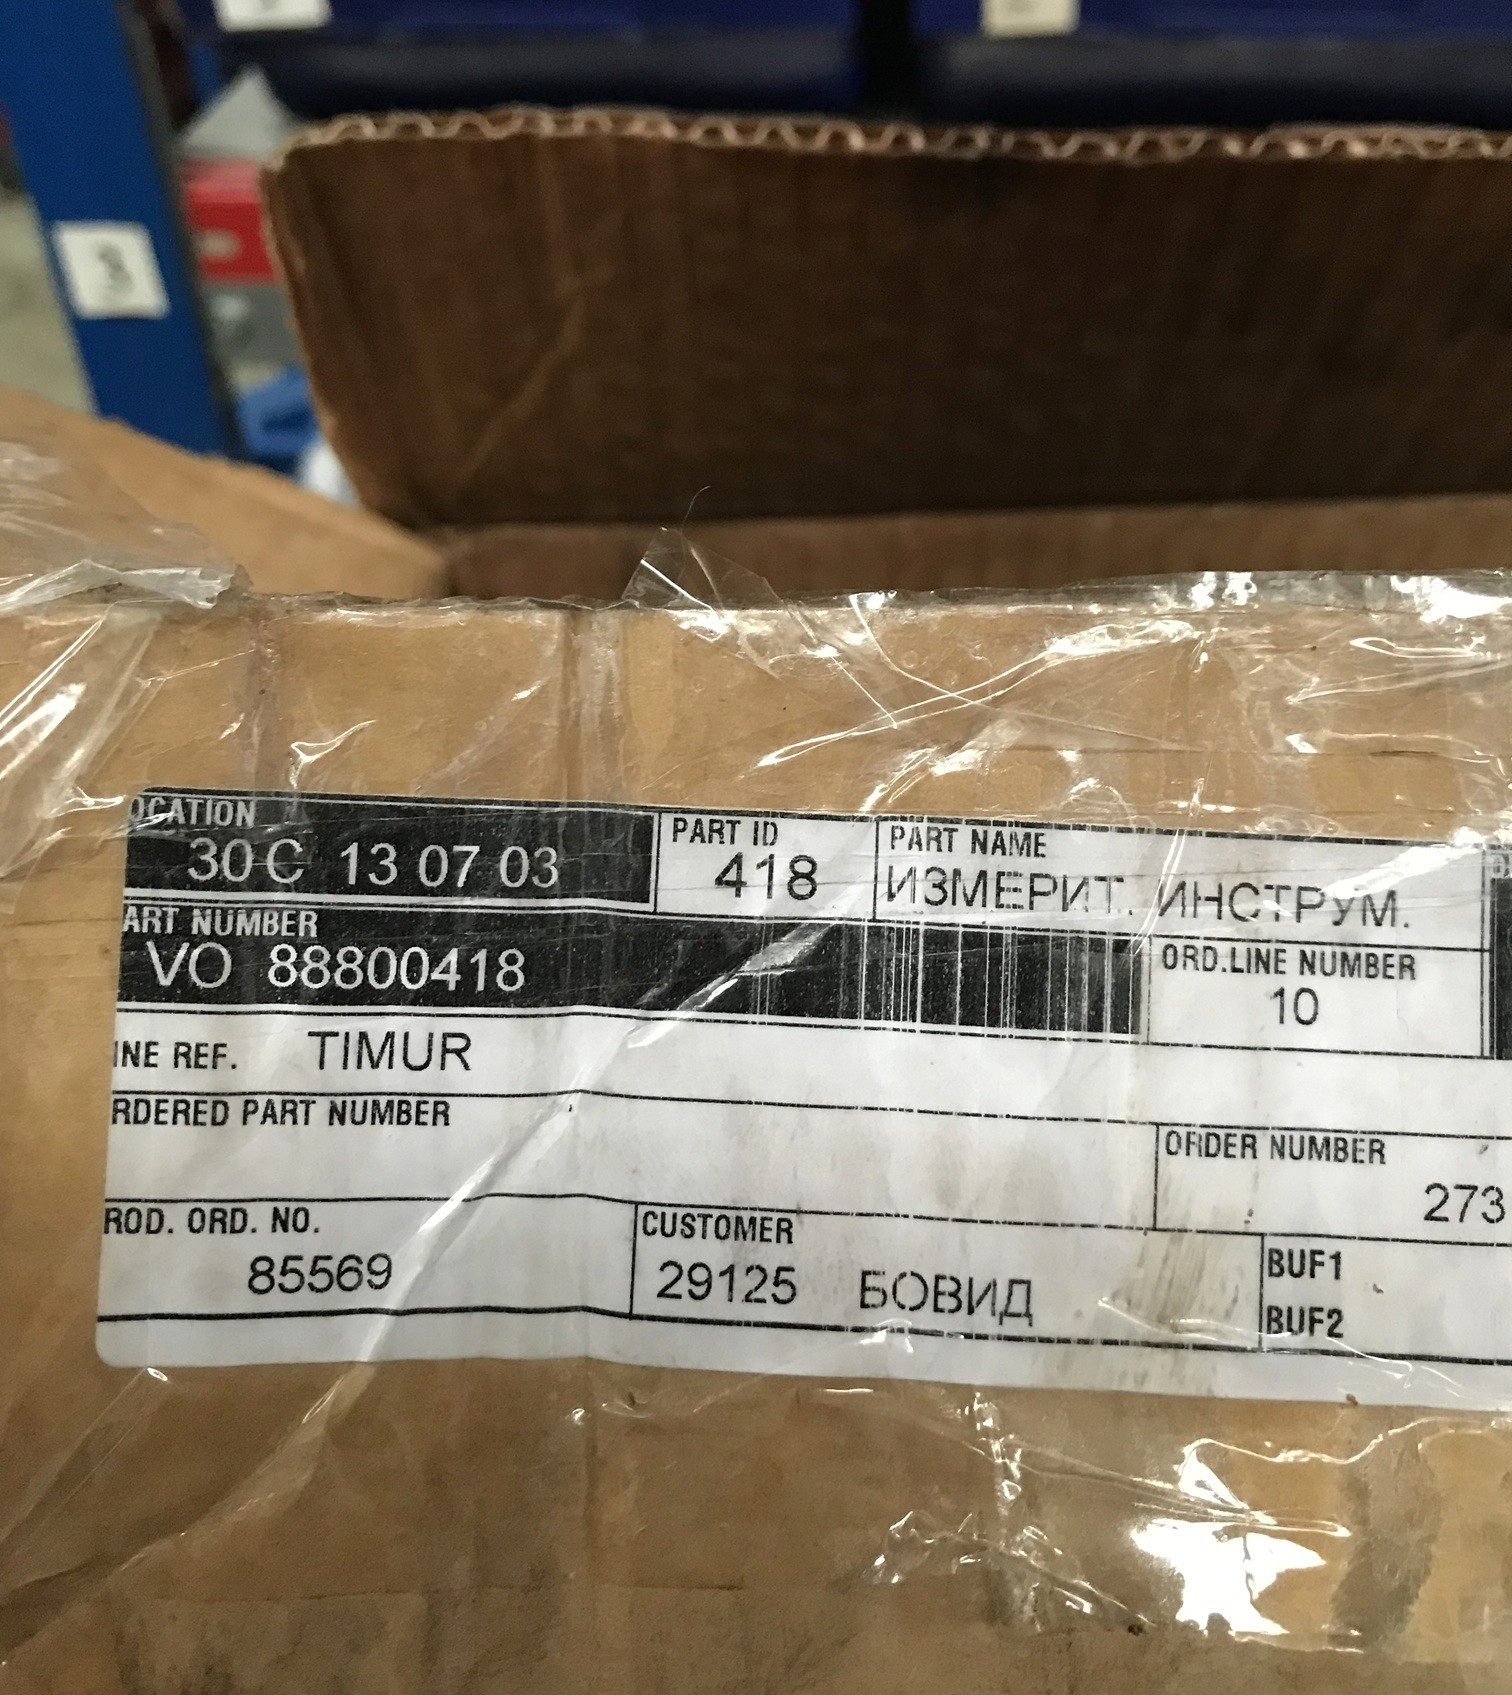 3
OCATION
30 C 13 07 03
PART ID
418
PART NAME
ИЗМЕРИТ. ИНСТРУМ.
ART NUMBER
VO 88800418
ORD.LINE NUMBER
10
INE REF. TIMUR
RDERED PART NUMBER
ORDER NUMBER
273
ROD. ORD. NO.
85569
CUSTOMER
29125 БОВИД
BUF1
BUF2